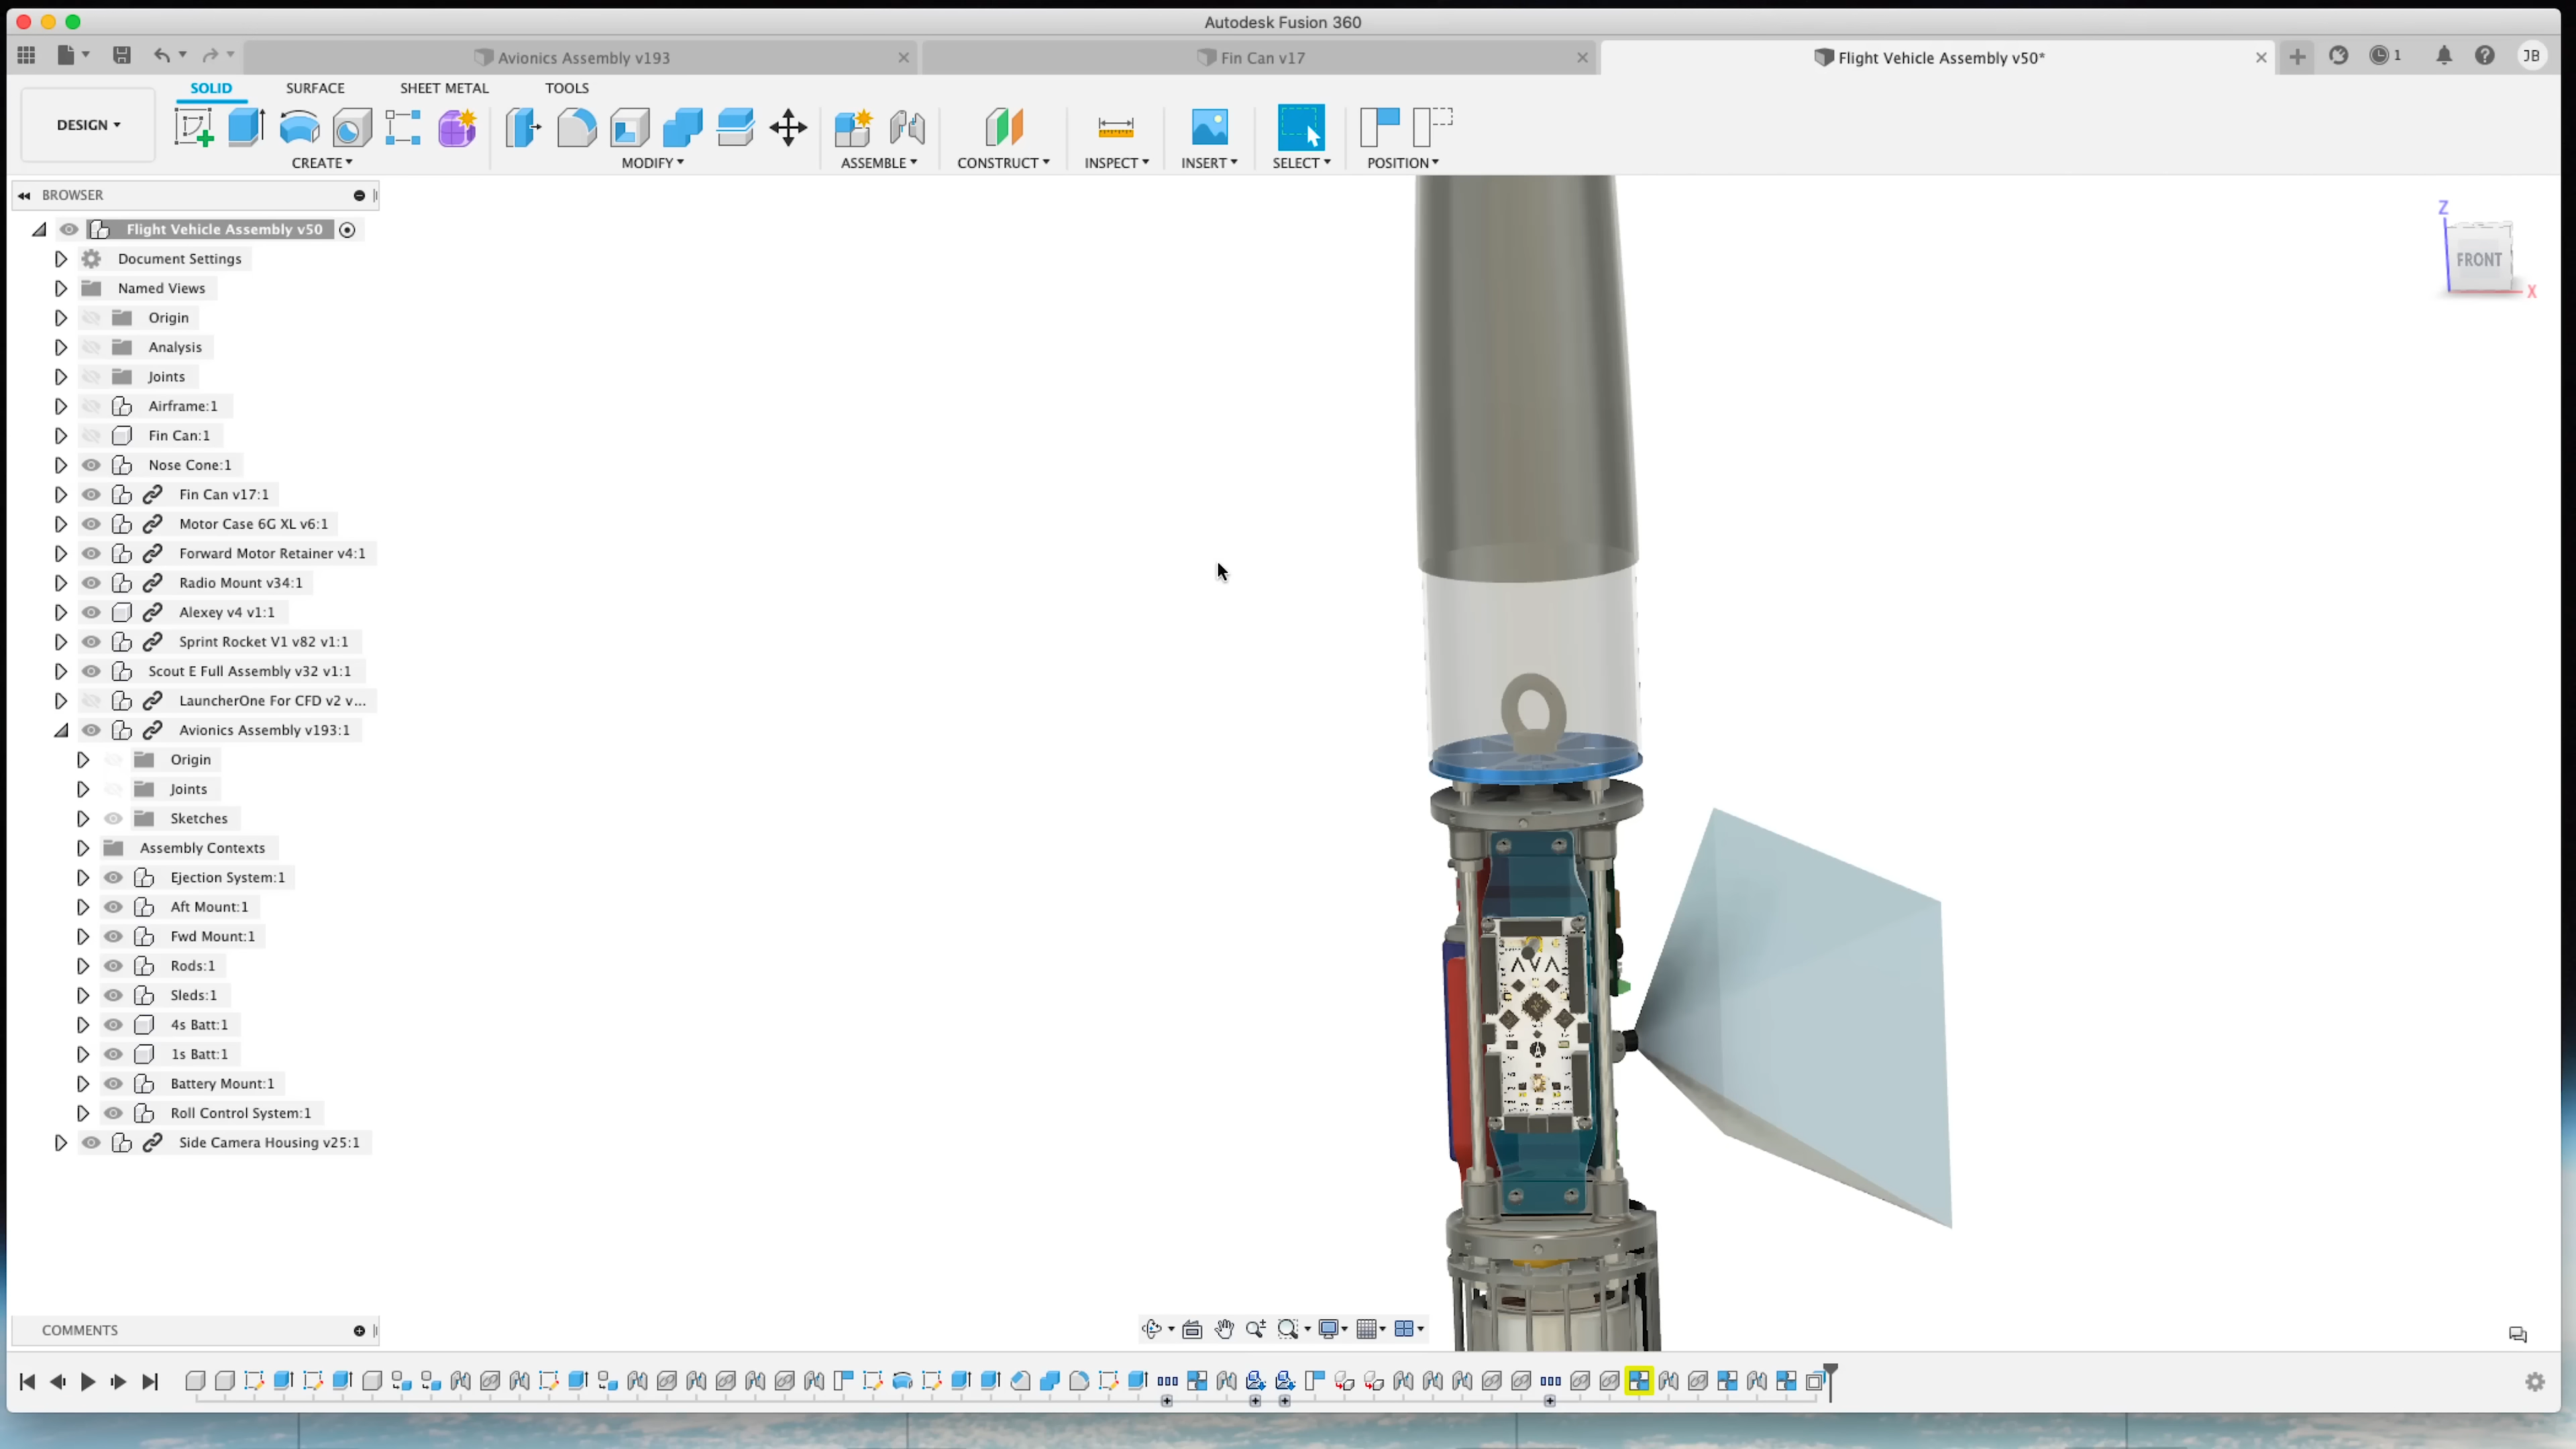 Autodesk Fusion 360
Avionics Assembly v193
Fin Can v17
Flight Vehicle Assembly v50*
1
JB
SOLID SURFACE SHEET METAL TOOLS
DESIGN
CREATE MODIFY ASSEMBLE CONSTRUCT INSPECT INSERT SELECT POSITION
BROWSER
Flight Vehicle Assembly v50
Document Settings
Named Views
Origin
Analysis
Joints
Airframe:1
Fin Can:1
Nose Cone:1
Fin Can v17:1
Motor Case 6G XL v6:1
Forward Motor Retainer v4:1
Radio Mount v34:1
Alexey v4 v1:1
Sprint Rocket V1 v82 v1:1
Scout E Full Assembly v32 v1:1
LauncherOne For CFD v2 v...
Avionics Assembly v193:1
Origin
Joints
Sketches
Assembly Contexts
Ejection System:1
Aft Mount:1
Fwd Mount:1
Rods:1
Sleds:1
4s Batt:1
1s Batt:1
Battery Mount:1
Roll Control System:1
Side Camera Housing v25:1
Z
FRONT
X
AVA
COMMENTS